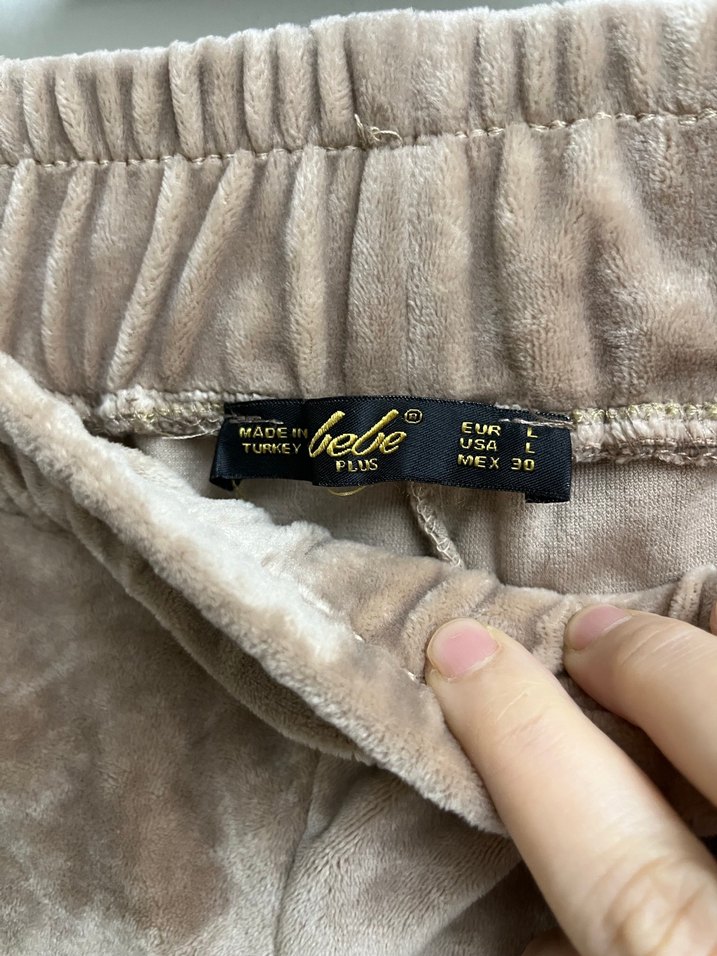 MADE IN
TURKEY
bebe®
PLUS
EUR L
USA L
MEX 30